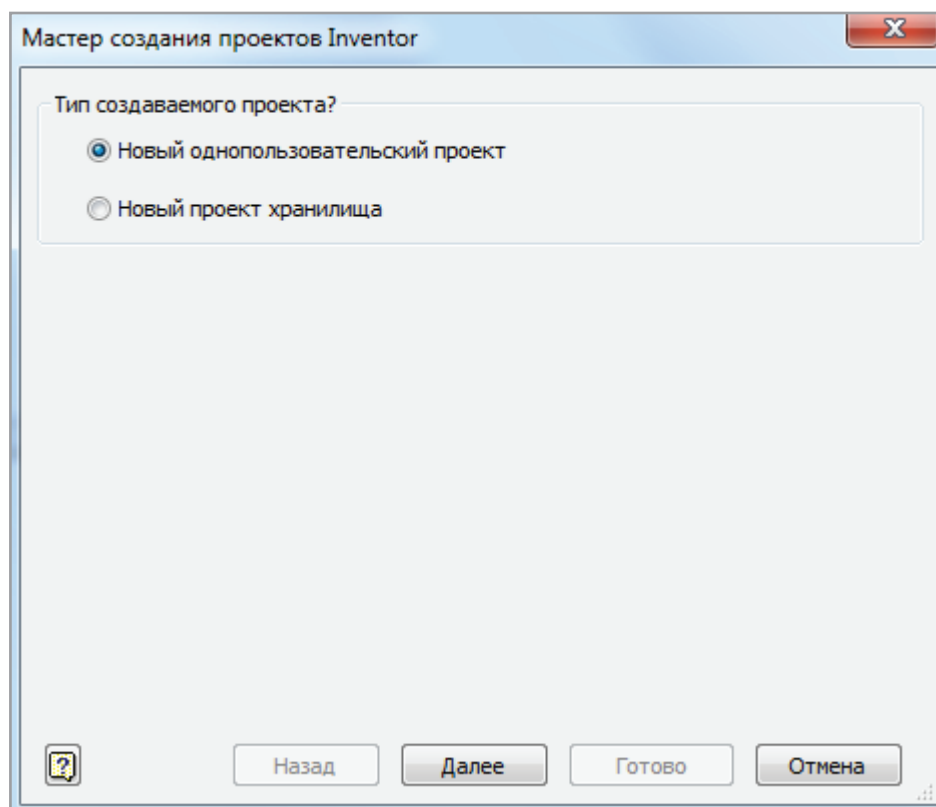 Мастер создания проектов Inventor
Тип создаваемого проекта?
Новый однопользовательский проект
Новый проект хранилища
Назад Далее Готово Отмена